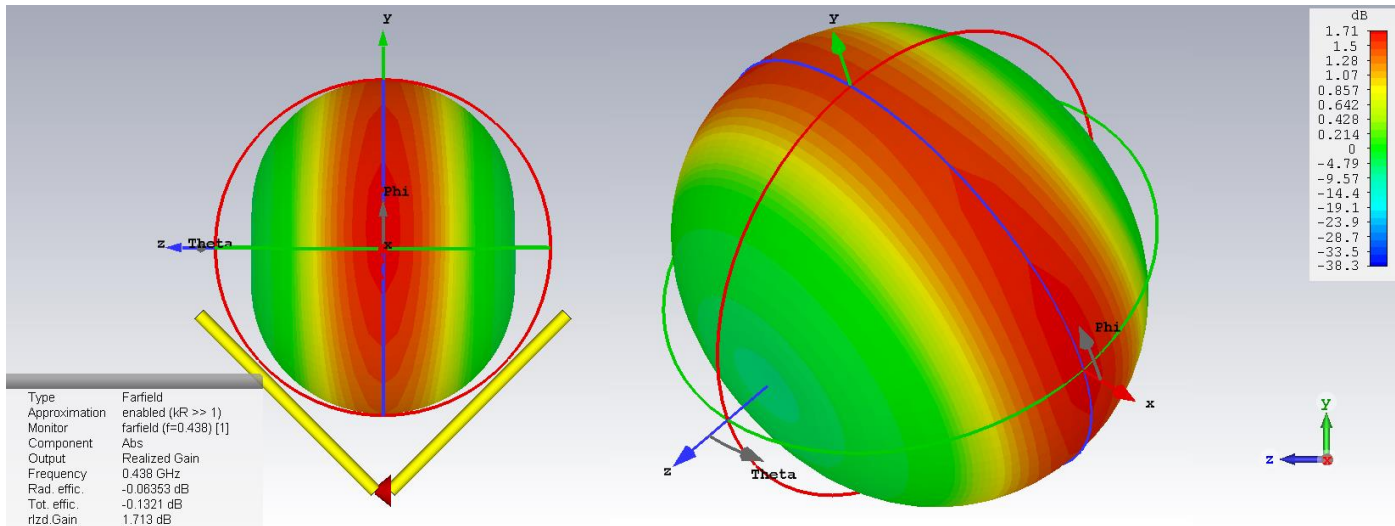 y
Phi
z
Theta
x
Type Farfield
Approximation enabled (kR >> 1)
Monitor farfield (f=0.438) [1]
Component Abs
Output Realized Gain
Frequency 0.438 GHz
Rad. effic. -0.06353 dB
Tot. effic. -0.1321 dB
rlzd.Gain 1.713 dB
y
Phi
x
z
Theta
dB
1.71
1.5
1.28
1.07
0.857
0.642
0.428
0.214
0
-4.79
-9.57
-14.4
-19.1
-23.9
-28.7
-33.5
-38.3
y
z
x